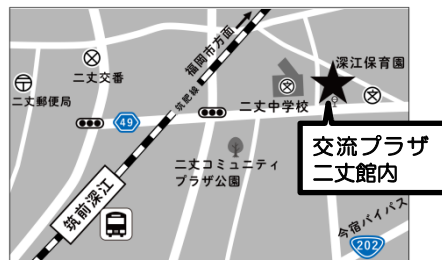 福岡市方面
深江保育園
二丈交番
筑肥線
二丈郵便局
二丈中学校
49
交流プラザ
二丈館内
二丈コミュニティ
プラザ公園
筑前深江
今宿バイパス
202